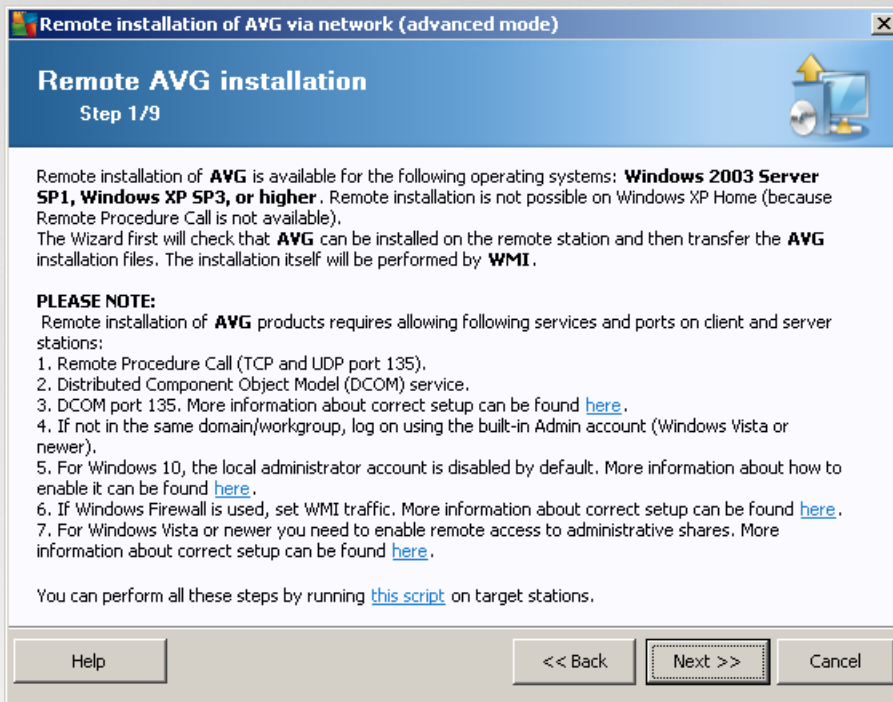 Remote installation of AVG via network (advanced mode)
Remote AVG installation
Step 1/9
Remote installation of AVG is available for the following operating systems: Windows 2003 Server
SP1, Windows XP SP3, or higher. Remote installation is not possible on Windows XP Home (because
Remote Procedure Call is not available).
The Wizard first will check that AVG can be installed on the remote station and then transfer the AVG
installation files. The installation itself will be performed by WMI.
PLEASE NOTE:
Remote installation of AVG products requires allowing following services and ports on client and server
stations:
1. Remote Procedure Call (TCP and UDP port 135).
2. Distributed Component Object Model (DCOM) service.
3. DCOM port 135. More information about correct setup can be found here.
4. If not in the same domain/workgroup, log on using the built-in Admin account (Windows Vista or
newer).
5. For Windows 10, the local administrator account is disabled by default. More information about how to
enable it can be found here.
6. If Windows Firewall is used, set WMI traffic. More information about correct setup can be found here.
7. For Windows Vista or newer you need to enable remote access to administrative shares. More
information about correct setup can be found here.
You can perform all these steps by running this script on target stations.
Help
<< Back
Next >>
Cancel